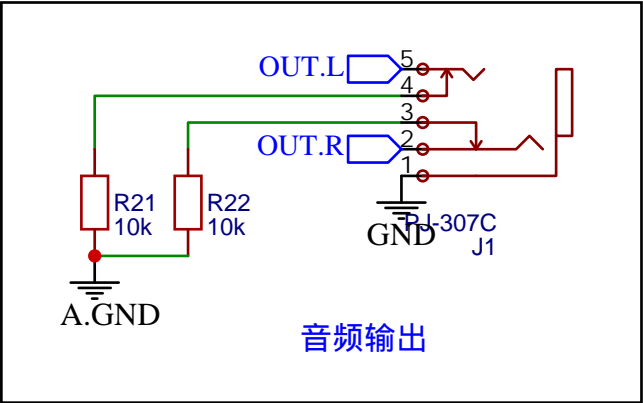 OUT.L
5
4
3
OUT.R
2
1
R21
10k
R22
10k
PJ-307C
GND
J1
A.GND
音频输出